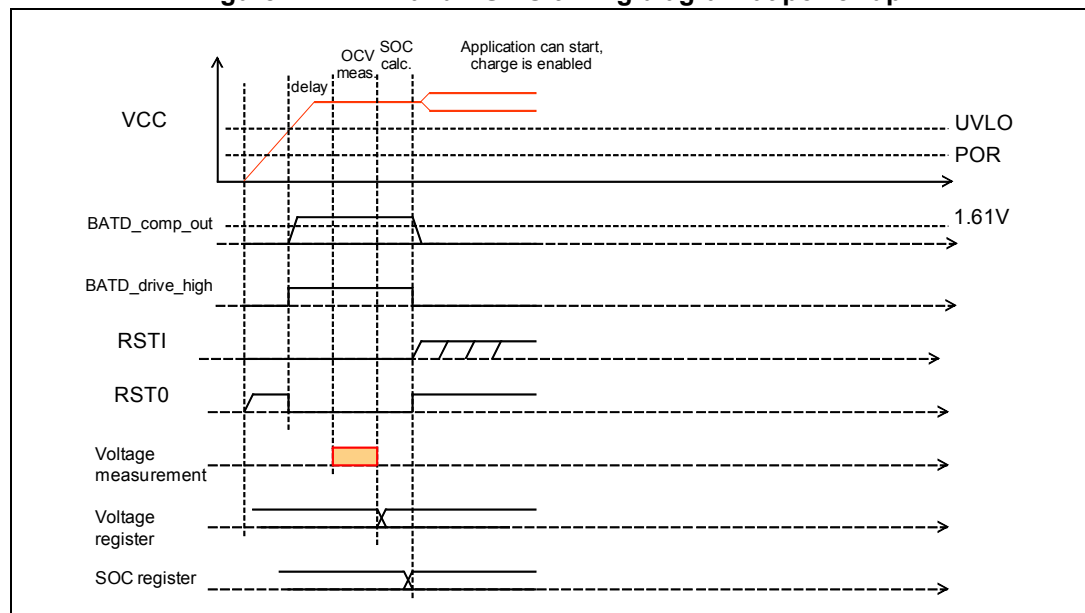 VCC
delay
OCV
meas.
SOC
calc.
Application can start,
charge is enabled
UVLO
POR
BATD_comp_out
1.61V
BATD_drive_high
RSTI
RST0
Voltage
measurement
Voltage
register
SOC register